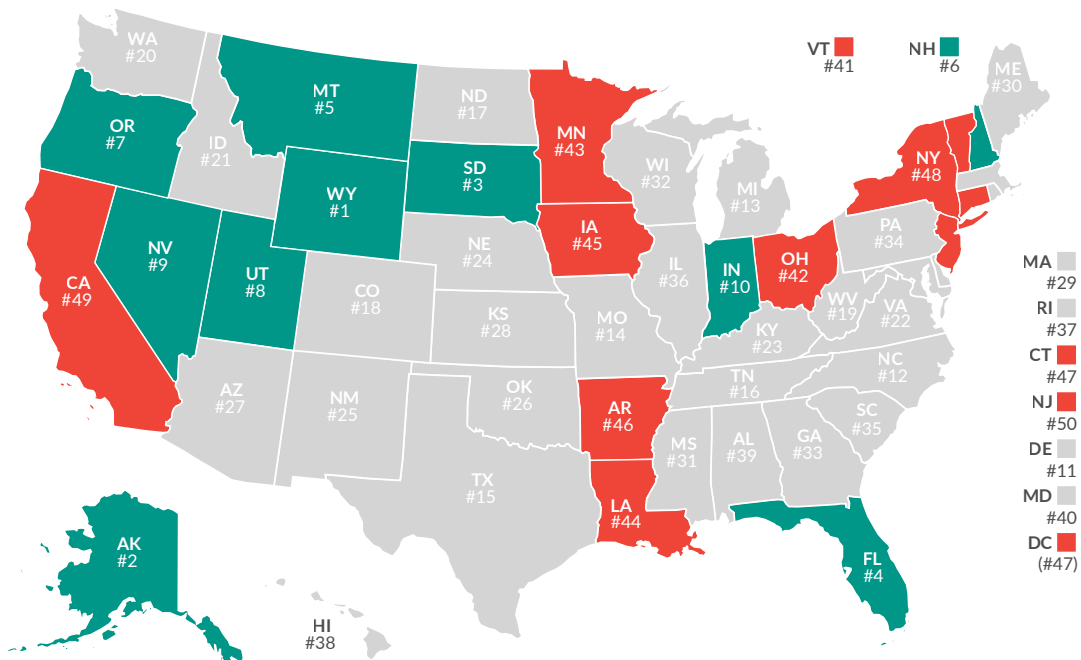 WA
#20
VT
#41
NH
#6
ME
#30
MT
#5
ND
#17
MN
#43
OR
#7
ID
#21
WI
#32
NY
#48
SD
#3
MI
#13
WY
#1
IA
#45
PA
#34
NV
#9
NE
#24
UT
#8
CA
#49
IL
#36
IN
#10
OH
#42
CO
#18
WV
#19
VA
#22
MA
#29
KS
#28
MO
#14
KY
#23
RI
#37
NC
#12
CT
#47
TN
#16
AZ
#27
NM
#25
OK
#26
AR
#46
NJ
#50
SC
#35
MS
#31
AL
#39
GA
#33
DE
#11
TX
#15
MD
#40
LA
#44
DC
(#47)
AK
#2
FL
#4
HI
#38